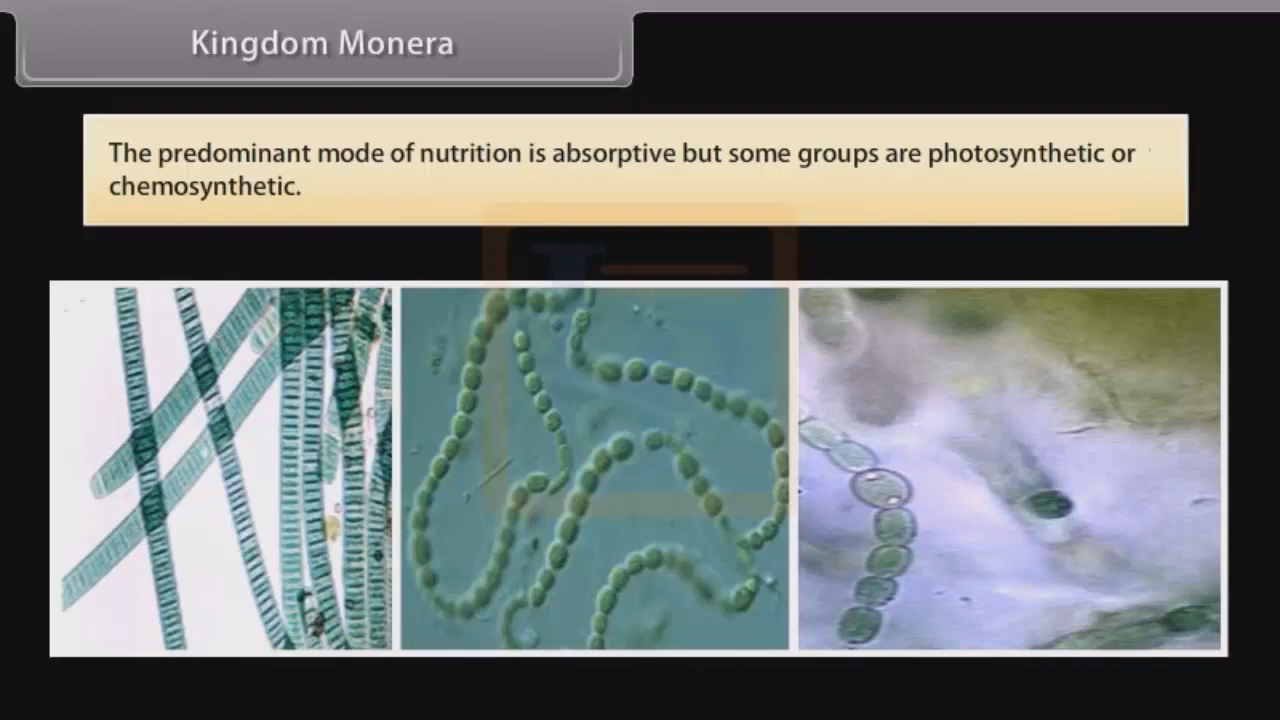 Kingdom Monera
The predominant mode of nutrition is absorptive but some groups are photosynthetic or
chemosynthetic.